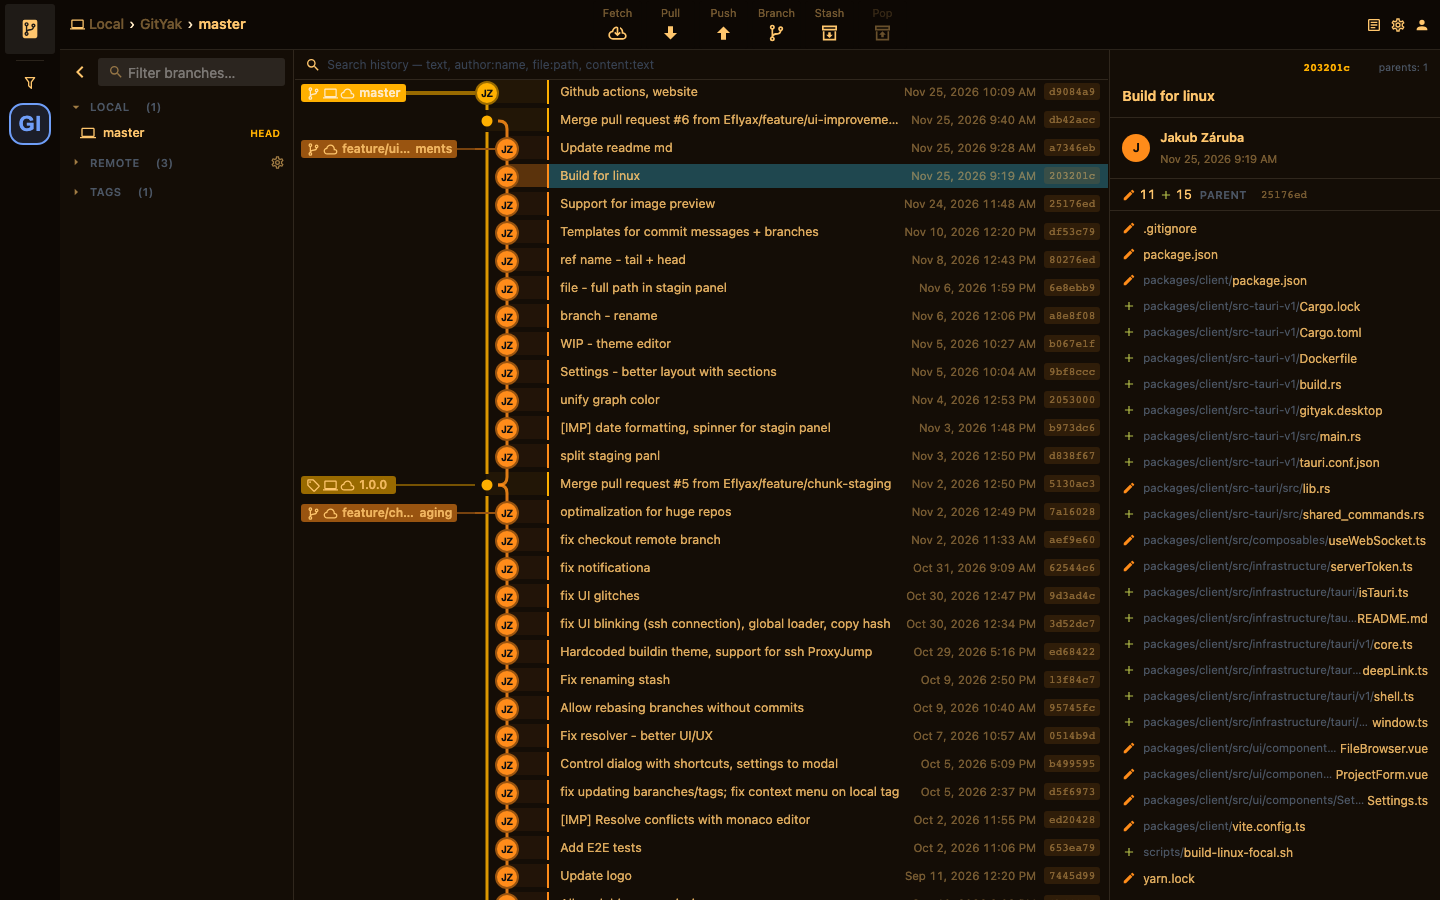 Local › GitYak › master
Fetch
Pull
Push
Branch
Stash
Pop
GI
Filter branches...
LOCAL (1)
master HEAD
REMOTE (3)
TAGS (1)
Search history — text, author:name, file:path, content:text
master JZ Github actions, website Nov 25, 2026 10:09 AM d9084a9
Merge pull request #6 from Eflyax/feature/ui-improveme... Nov 25, 2026 9:40 AM db42acc
feature/ui... ments JZ Update readme md Nov 25, 2026 9:28 AM a7346eb
JZ Build for linux Nov 25, 2026 9:19 AM 203201c
JZ Support for image preview Nov 24, 2026 11:48 AM 25176ed
JZ Templates for commit messages + branches Nov 10, 2026 12:20 PM df53c79
JZ ref name - tail + head Nov 8, 2026 12:43 PM 80276ed
JZ file - full path in stagin panel Nov 6, 2026 1:59 PM 6e8ebb9
JZ branch - rename Nov 6, 2026 12:06 PM a8e8f08
JZ WIP - theme editor Nov 5, 2026 10:27 AM b067e1f
JZ Settings - better layout with sections Nov 5, 2026 10:04 AM 9bf8ccc
JZ unify graph color Nov 4, 2026 12:53 PM 2053000
JZ [IMP] date formatting, spinner for stagin panel Nov 3, 2026 1:48 PM b973dc6
JZ split staging panl Nov 3, 2026 12:50 PM d838f67
1.0.0 Merge pull request #5 from Eflyax/feature/chunk-staging Nov 2, 2026 12:50 PM 5130ac3
feature/ch... aging JZ optimalization for huge repos Nov 2, 2026 12:49 PM 7a16028
JZ fix checkout remote branch Nov 2, 2026 11:33 AM aef9e60
JZ fix notificationa Oct 31, 2026 9:09 AM 62544c6
JZ fix UI glitches Oct 30, 2026 12:47 PM 9d3ad4c
JZ fix UI blinking (ssh connection), global loader, copy hash Oct 30, 2026 12:34 PM 3d52dc7
JZ Hardcoded buildin theme, support for ssh ProxyJump Oct 29, 2026 5:16 PM ed68422
JZ Fix renaming stash Oct 9, 2026 2:50 PM 13f84c7
JZ Allow rebasing branches without commits Oct 9, 2026 10:40 AM 95745fc
JZ Fix resolver - better UI/UX Oct 7, 2026 10:57 AM 0514b9d
JZ Control dialog with shortcuts, settings to modal Oct 5, 2026 5:09 PM b499595
JZ fix updating baranches/tags; fix context menu on local tag Oct 5, 2026 2:37 PM d5f6973
JZ [IMP] Resolve conflicts with monaco editor Oct 2, 2026 11:55 PM ed20428
JZ Add E2E tests Oct 2, 2026 11:06 PM 653ea79
JZ Update logo Sep 11, 2026 12:20 PM 7445d99
203201c parents: 1
Build for linux
J Jakub Záruba
Nov 25, 2026 9:19 AM
11 + 15 PARENT 25176ed
.gitignore
package.json
packages/client/package.json
+ packages/client/src-tauri-v1/Cargo.lock
+ packages/client/src-tauri-v1/Cargo.toml
+ packages/client/src-tauri-v1/Dockerfile
+ packages/client/src-tauri-v1/build.rs
+ packages/client/src-tauri-v1/gityak.desktop
+ packages/client/src-tauri-v1/src/main.rs
+ packages/client/src-tauri-v1/tauri.conf.json
packages/client/src-tauri/src/lib.rs
+ packages/client/src-tauri/src/shared_commands.rs
packages/client/src/composables/useWebSocket.ts
packages/client/src/infrastructure/serverToken.ts
+ packages/client/src/infrastructure/tauri/isTauri.ts
+ packages/client/src/infrastructure/tau...README.md
+ packages/client/src/infrastructure/tauri/v1/core.ts
+ packages/client/src/infrastructure/taur...deepLink.ts
+ packages/client/src/infrastructure/tauri/v1/shell.ts
+ packages/client/src/infrastructure/tauri/... window.ts
packages/client/src/ui/component... FileBrowser.vue
packages/client/src/ui/componen... ProjectForm.vue
packages/client/src/ui/components/Set... Settings.ts
packages/client/vite.config.ts
+ scripts/build-linux-focal.sh
yarn.lock